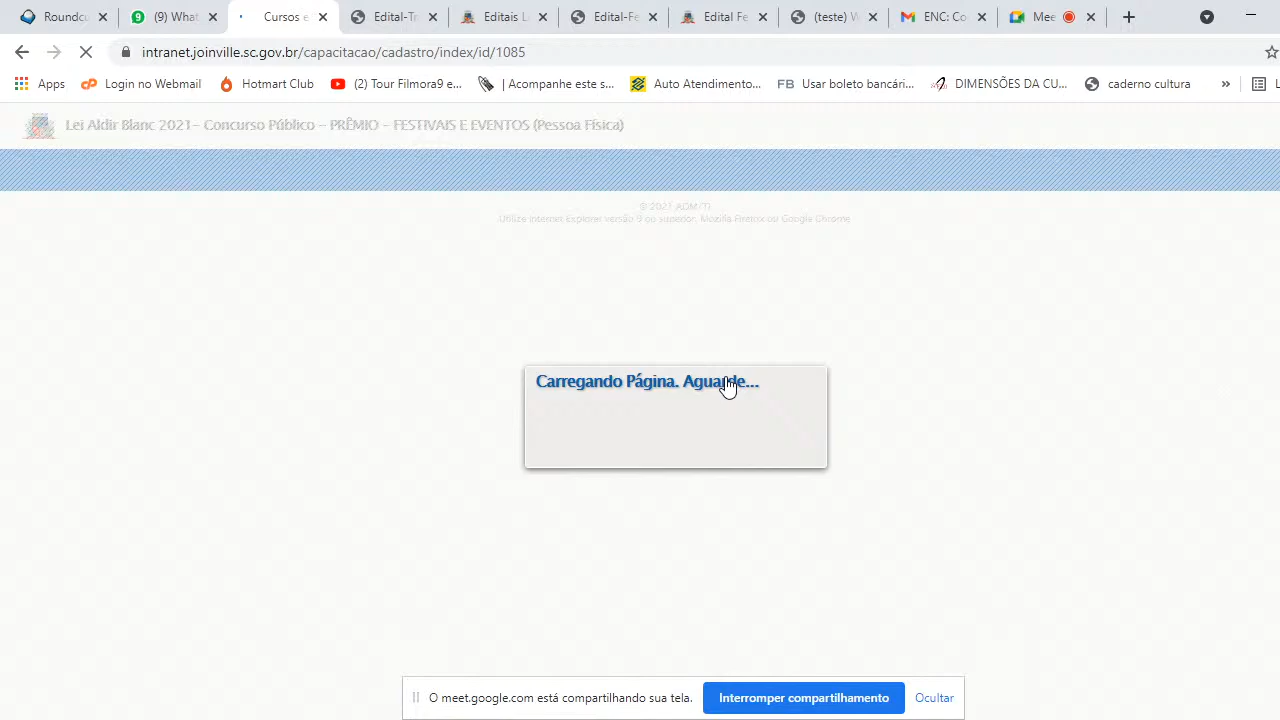 Roundcu
(9) What
Cursos e
Edital-Tr
Editais L
Edital-Fe
Edital Fe
(teste) W
ENC: Co
Mee
intranet.joinville.sc.gov.br/capacitacao/cadastro/index/id/1085
Apps
Login no Webmail
Hotmart Club
(2) Tour Filmora9 e...
| Acompanhe este s...
Auto Atendimento...
FB Usar boleto bancári...
DIMENSÕES DA CU...
caderno cultura
»
Lei Aldir Blanc 2021– Concurso Público – PRÊMIO – FESTIVAIS E EVENTOS (Pessoa Física)
© 2021 ADM/TI
Utilize Internet Explorer versão 9 ou superior, Mozilla Firefox ou Google Chrome
Carregando Página. Aguarde...
O meet.google.com está compartilhando sua tela.
Interromper compartilhamento
Ocultar